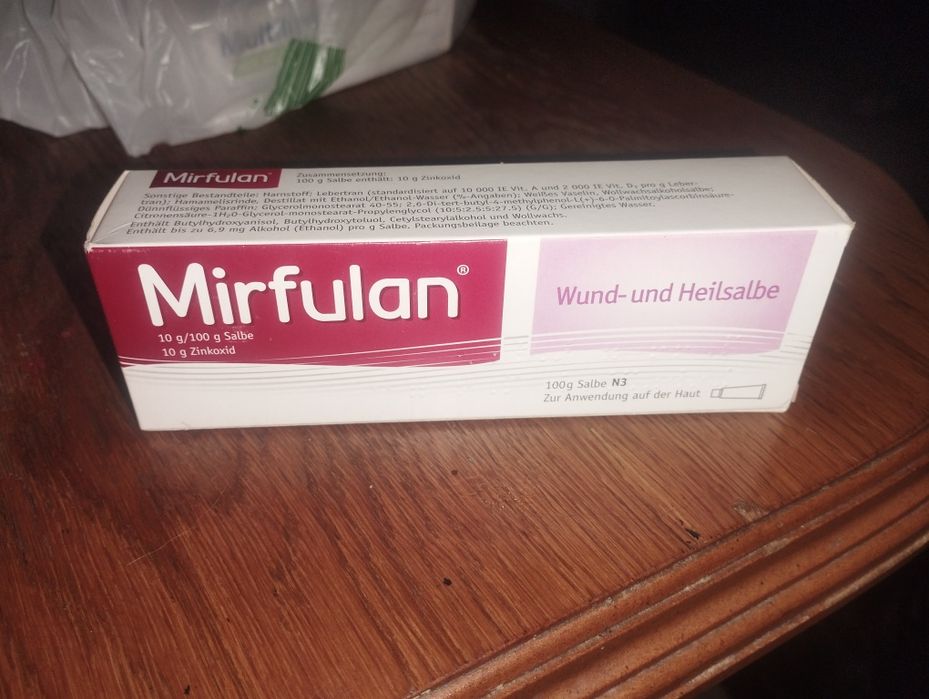 Mirfulan
Zusammensetzung:
100 g Salbe enthält: 10 g Zinkoxid
Sonstige Bestandteile: Harnstoff; Lebertran (standardisiert auf 10 000 IE Vit. A und 2 000 IE Vit. D₃ pro g Leber-
tran); Hamamelisrinde, Destillat mit Ethanol/Ethanol-Wasser (% Angaben); Weißes Vaselin, Wollwachsalkoholsalbe;
Dünnflüssiges Paraffin; Glycerolmonostearat 40-55; 2,6-Di-tert-butyl-4-methylphenol-L(+)-6-O-Palmitoylascorbinsäure-
Citronensäure-1H₂0-Glycerol-monostearat-Propylenglycol (10:5:2.5:5:27.5) (G/G); Gereinigtes Wasser.
Enthält Butylhydroxyanisol, Butylhydroxytoluol, Cetylstearylalkohol und Wollwachs.
Enthält bis zu 6,9 mg Alkohol (Ethanol) pro g Salbe. Packungsbeilage beachten.
Mirfulan®
10 g/100 g Salbe
10 g Zinkoxid
Wund- und Heilsalbe
100g Salbe N3
Zur Anwendung auf der Haut